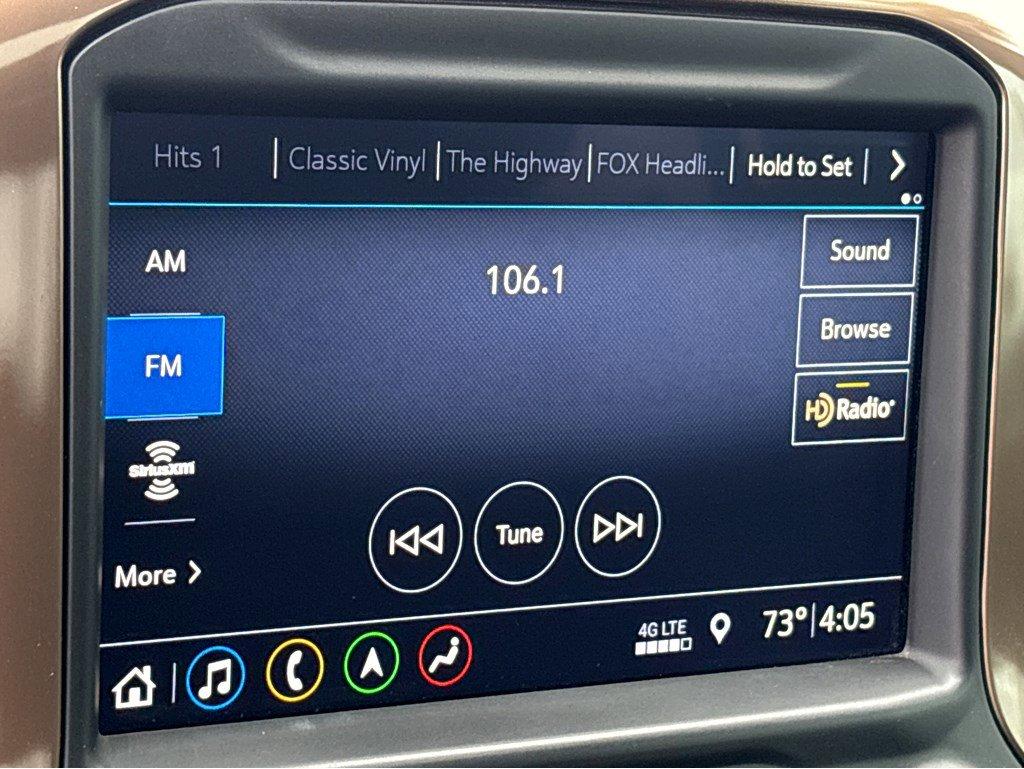 Hits 1 Classic Vinyl The Highway FOX Headli... Hold to Set
AM
106.1
Sound
FM
Browse
HD Radio
SiriusXM
Tune
More
4G LTE
73° 4:05